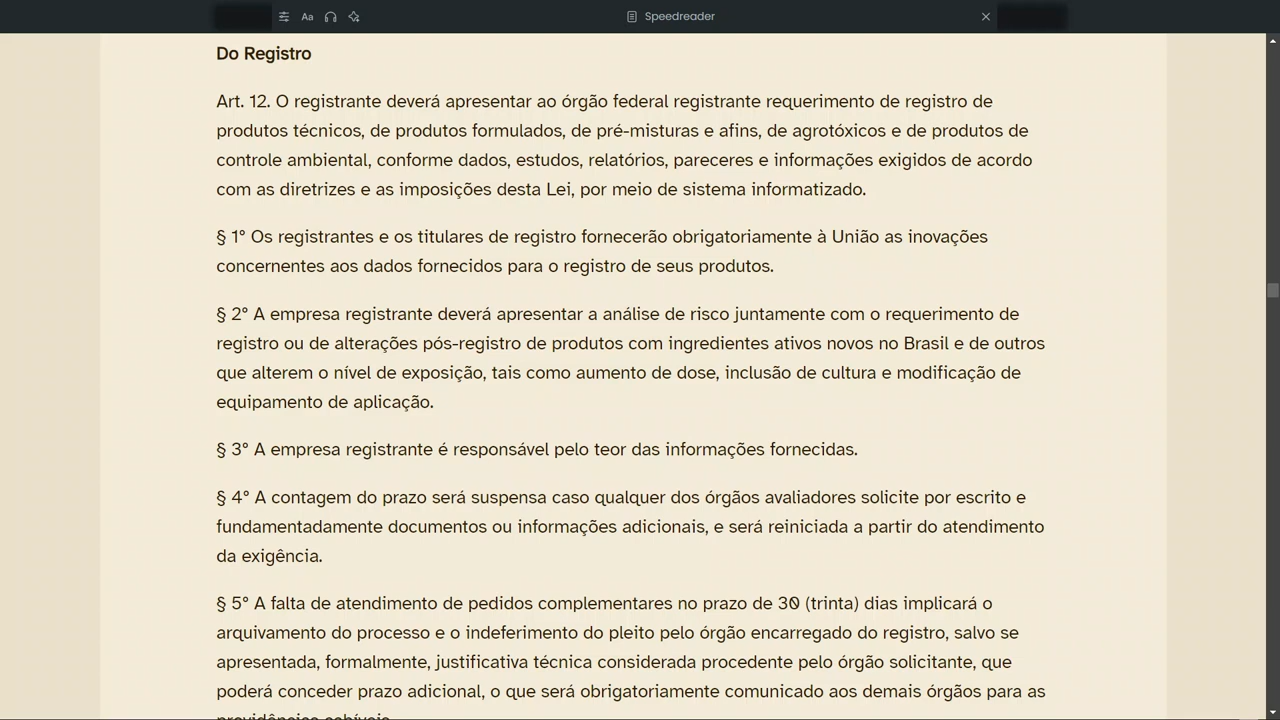 Aa
Speedreader
Do Registro
Art. 12. O registrante deverá apresentar ao órgão federal registrante requerimento de registro de
produtos técnicos, de produtos formulados, de pré-misturas e afins, de agrotóxicos e de produtos de
controle ambiental, conforme dados, estudos, relatórios, pareceres e informações exigidos de acordo
com as diretrizes e as imposições desta Lei, por meio de sistema informatizado.
§ 1° Os registrantes e os titulares de registro fornecerão obrigatoriamente à União as inovações
concernentes aos dados fornecidos para o registro de seus produtos.
§ 2° A empresa registrante deverá apresentar a análise de risco juntamente com o requerimento de
registro ou de alterações pós-registro de produtos com ingredientes ativos novos no Brasil e de outros
que alterem o nível de exposição, tais como aumento de dose, inclusão de cultura e modificação de
equipamento de aplicação.
§ 3° A empresa registrante é responsável pelo teor das informações fornecidas.
§ 4° A contagem do prazo será suspensa caso qualquer dos órgãos avaliadores solicite por escrito e
fundamentadamente documentos ou informações adicionais, e será reiniciada a partir do atendimento
da exigência.
§ 5° A falta de atendimento de pedidos complementares no prazo de 30 (trinta) dias implicará o
arquivamento do processo e o indeferimento do pleito pelo órgão encarregado do registro, salvo se
apresentada, formalmente, justificativa técnica considerada procedente pelo órgão solicitante, que
poderá conceder prazo adicional, o que será obrigatoriamente comunicado aos demais órgãos para as
providências cabíveis